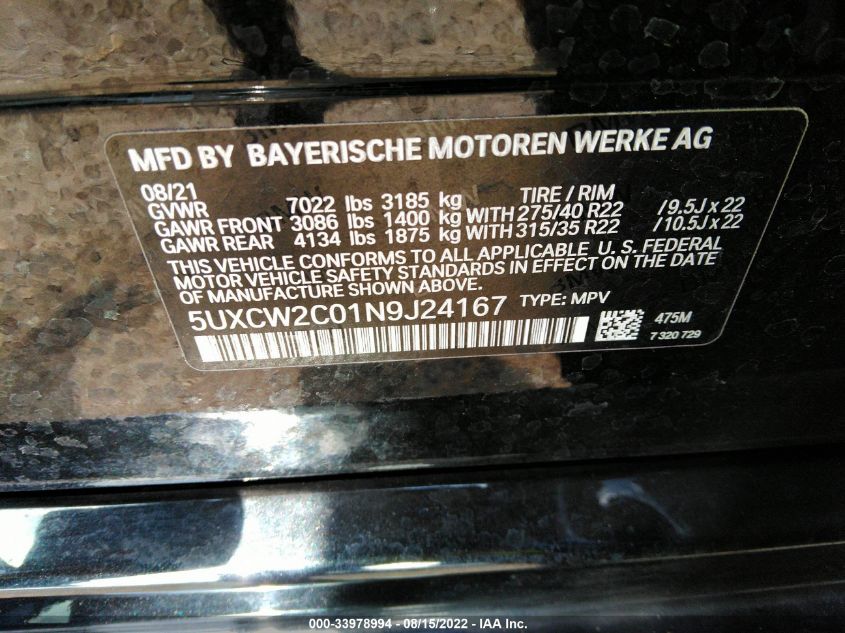 MFD BY BAYERISCHE MOTOREN WERKE AG
08/21 TIRE / RIM
GVWR 7022 lbs 3185 kg
GAWR FRONT 3086 lbs 1400 kg WITH 275/40 R22 / 9.5J x 22
GAWR REAR 4134 lbs 1875 kg WITH 315/35 R22 / 10.5J x 22
THIS VEHICLE CONFORMS TO ALL APPLICABLE U. S. FEDERAL
MOTOR VEHICLE SAFETY STANDARDS IN EFFECT ON THE DATE
OF MANUFACTURE SHOWN ABOVE.
5UXCW2C01N9J24167 TYPE: MPV
475M
7 320 729
000-33978994 - 08/15/2022 - IAA Inc.